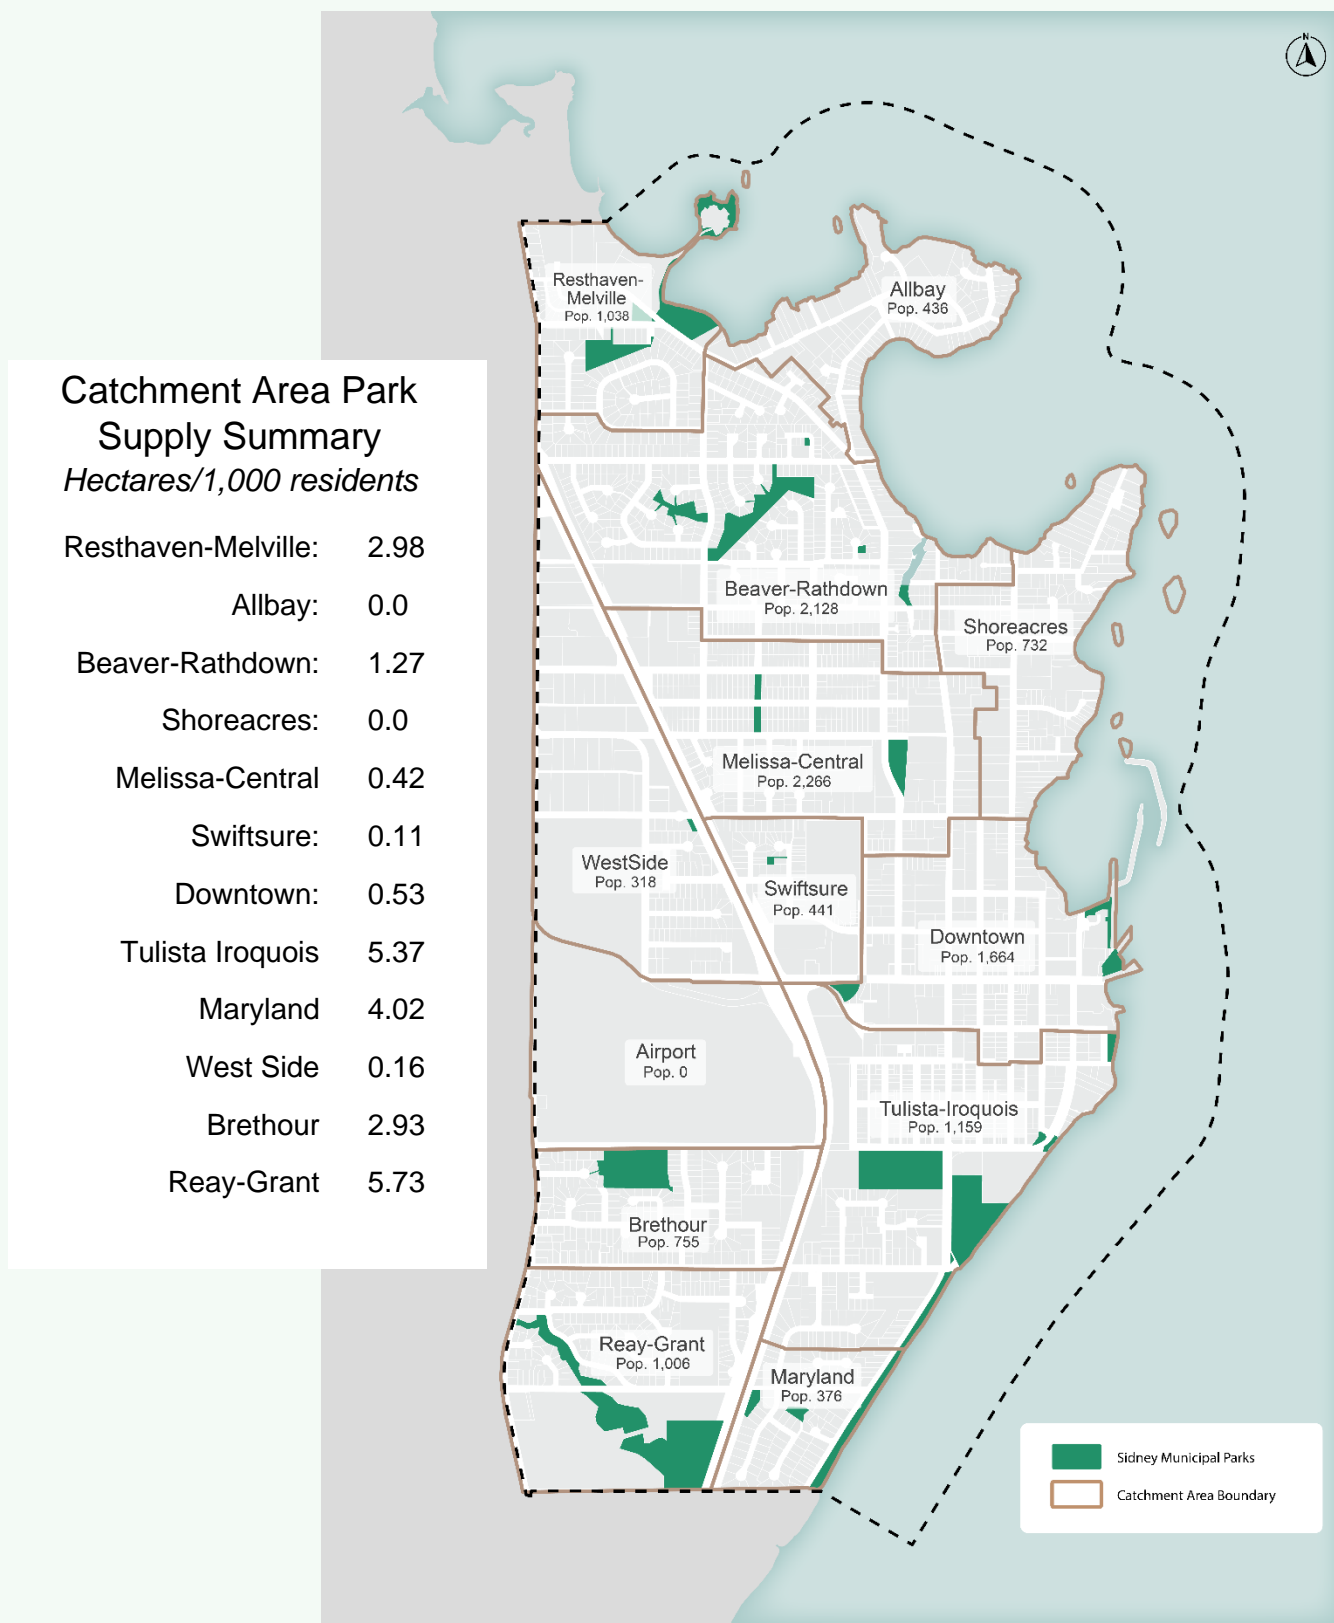 N
Catchment Area Park
Supply Summary
Hectares/1,000 residents
Resthaven-Melville: 2.98
Allbay: 0.0
Beaver-Rathdown: 1.27
Shoreacres: 0.0
Melissa-Central 0.42
Swiftsure: 0.11
Downtown: 0.53
Tulista Iroquois 5.37
Maryland 4.02
West Side 0.16
Brethour 2.93
Reay-Grant 5.73
Resthaven-
Melville
Pop. 1,038
Allbay
Pop. 436
Beaver-Rathdown
Pop. 2,128
Shoreacres
Pop. 732
Melissa-Central
Pop. 2,266
WestSide
Pop. 318
Swiftsure
Pop. 441
Downtown
Pop. 1,664
Airport
Pop. 0
Tulista-Iroquois
Pop. 1,159
Brethour
Pop. 755
Reay-Grant
Pop. 1,006
Maryland
Pop. 376
Sidney Municipal Parks
Catchment Area Boundary